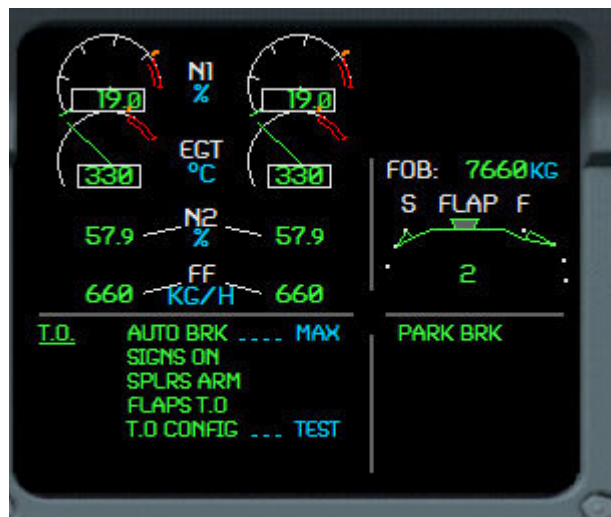 N1
19.0 % 19.0
EGT
330 °C 330
FOB: 7660 KG
S FLAP F
N2
57.9 % 57.9
2
FF
660 KG/H 660
T.O. AUTO BRK .... MAX PARK BRK
SIGNS ON
SPLRS ARM
FLAPS T.O
T.O CONFIG ... TEST